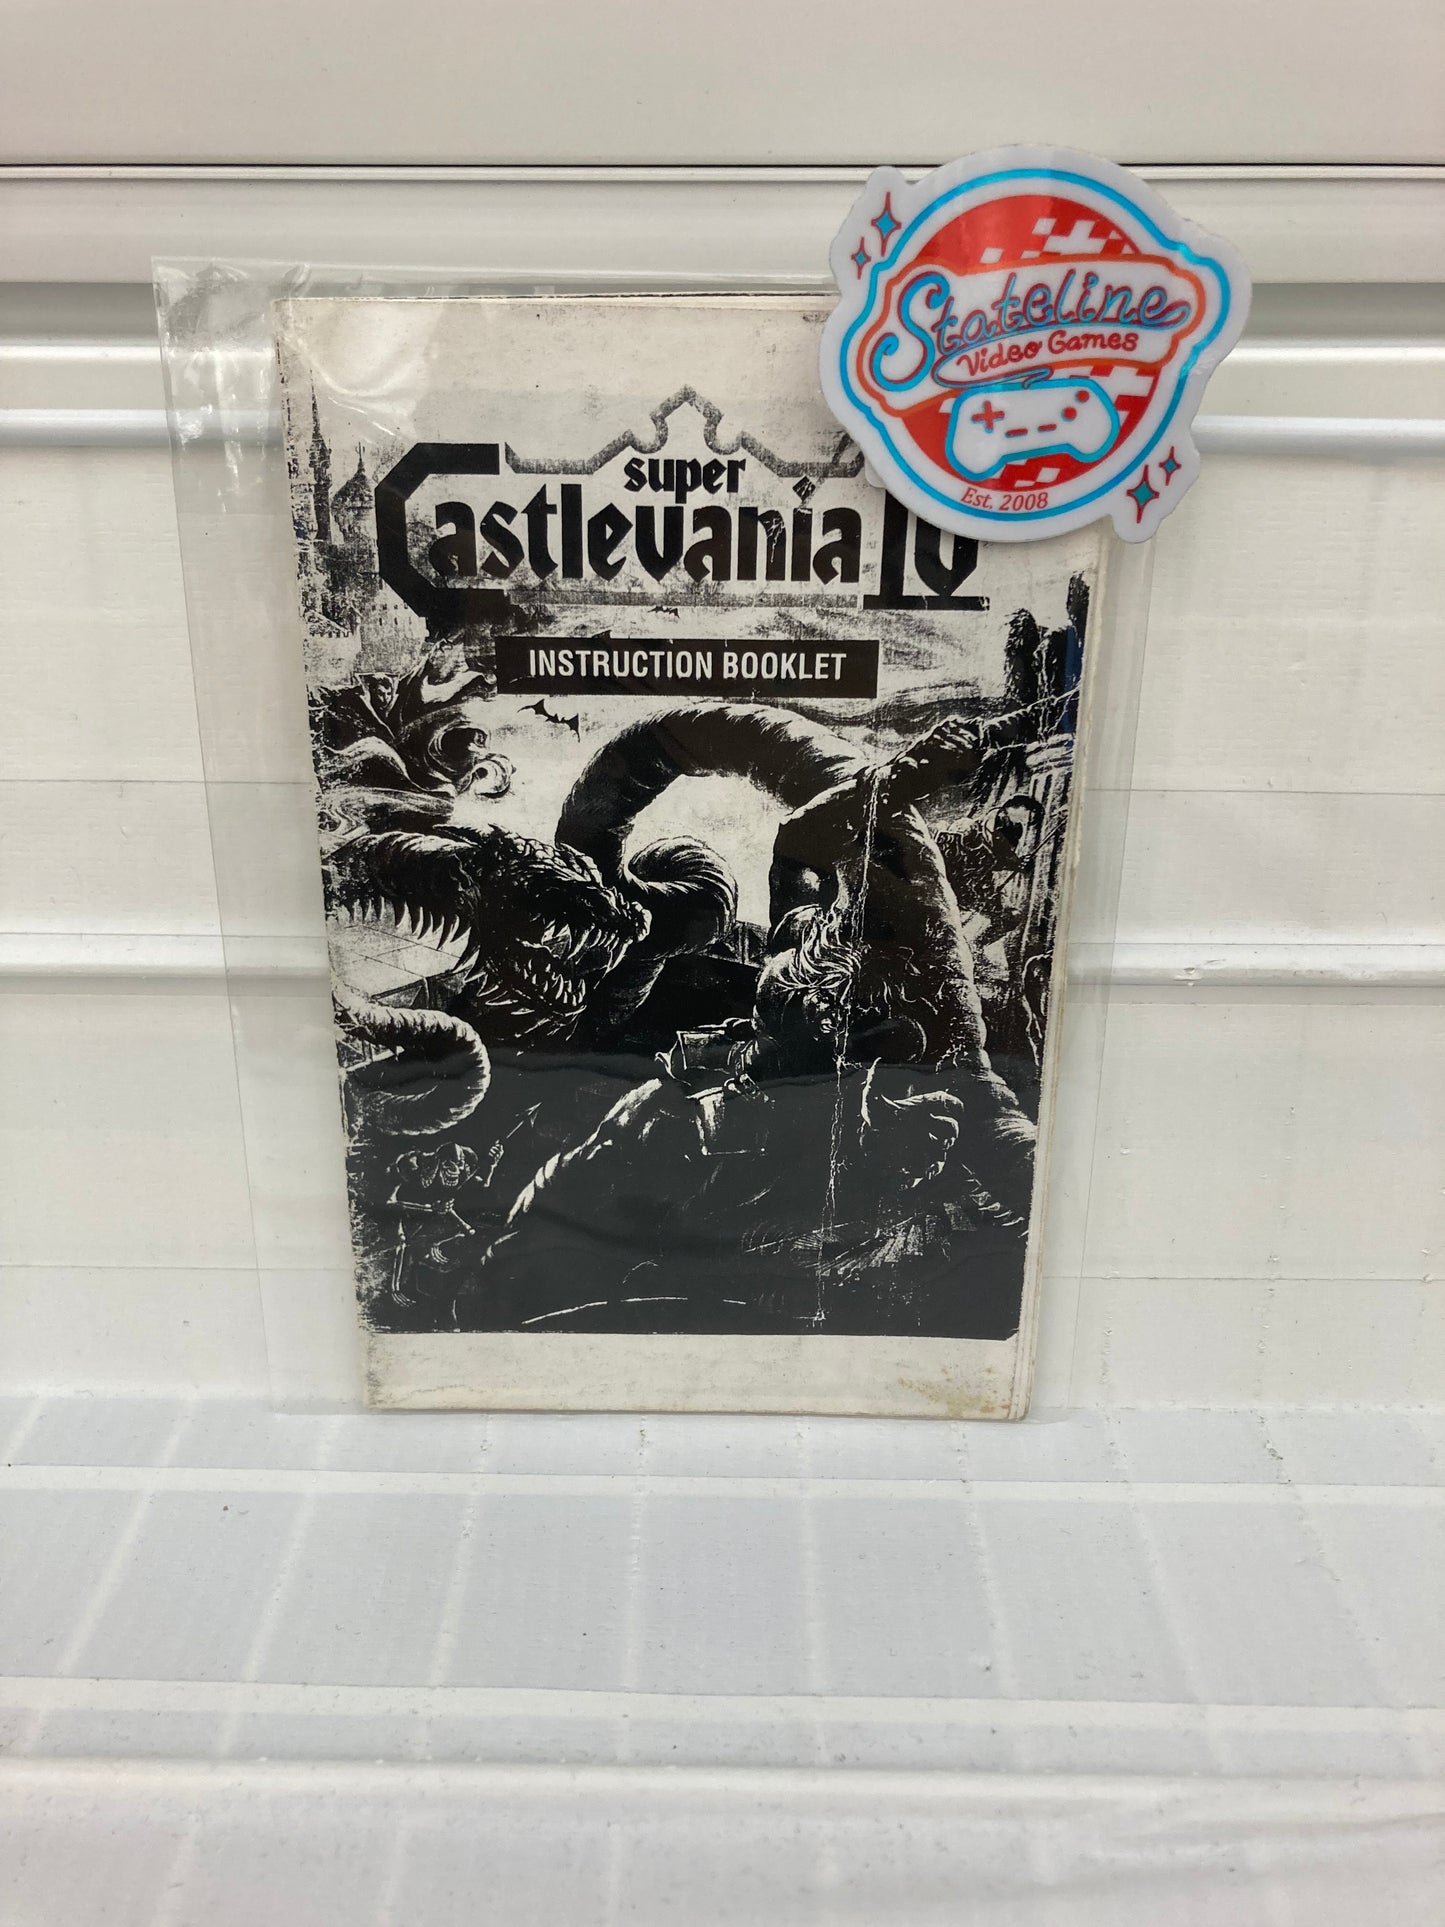 Stateline
Video Games
Est. 2008
super
Castlevania IV
INSTRUCTION BOOKLET